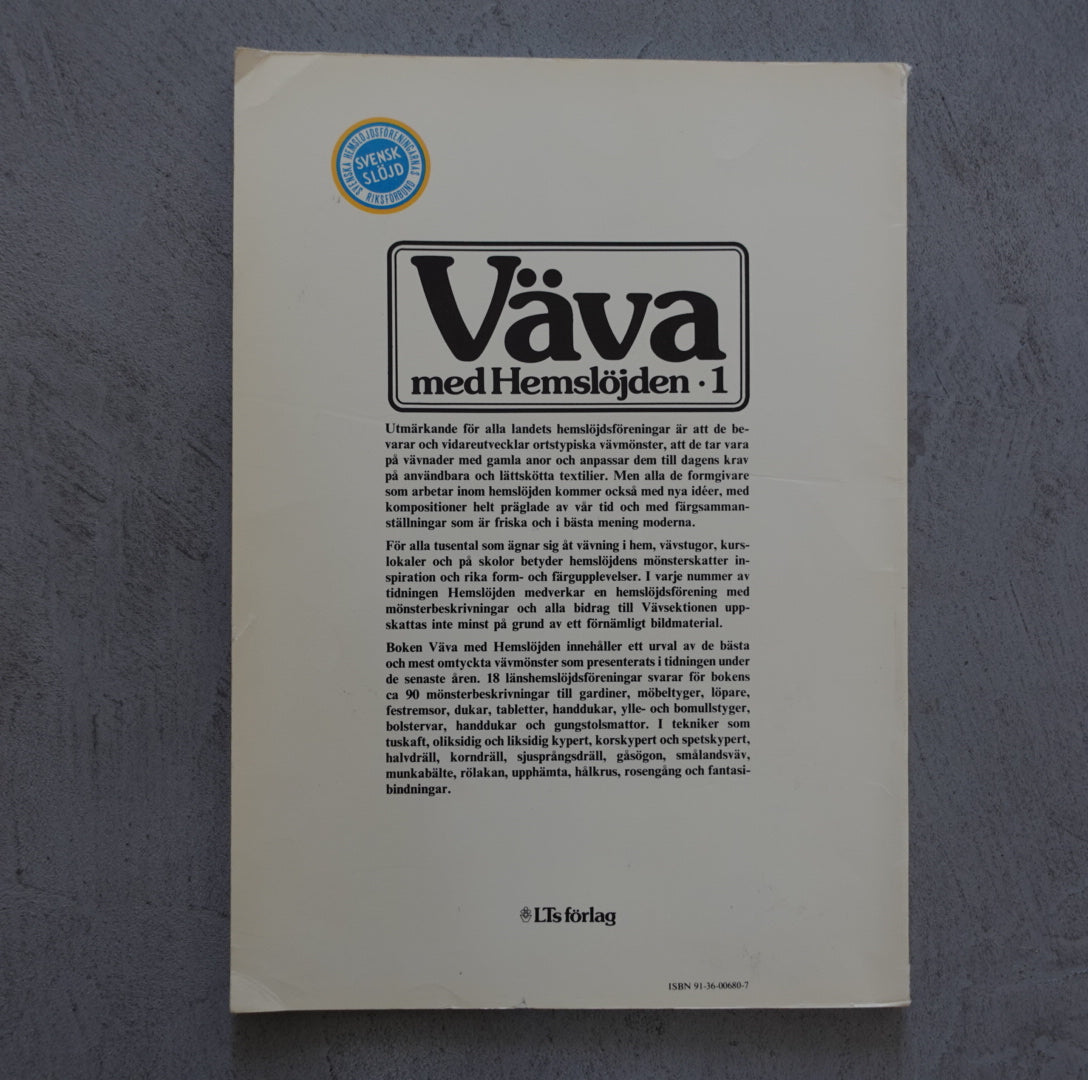 SVENSKA HEMSLÖJDSFÖRENINGARNAS RIKSFÖRBUND
SVENSK
SLÖJD
Väva
med Hemslöjden · 1
Utmärkande för alla landets hemslöjdsföreningar är att de be-
varar och vidareutvecklar ortstypiska vävmönster, att de tar vara
på vävnader med gamla anor och anpassar dem till dagens krav
på användbara och lättskötta textilier. Men alla de formgivare
som arbetar inom hemslöjden kommer också med nya idéer, med
kompositioner helt präglade av vår tid och med färgsamman-
ställningar som är friska och i bästa mening moderna.
För alla tusental som ägnar sig åt vävning i hem, vävstugor, kurs-
lokaler och på skolor betyder hemslöjdens mönsterskatter in-
spiration och rika form- och färgupplevelser. I varje nummer av
tidningen Hemslöjden medverkar en hemslöjdsförening med
mönsterbeskrivningar och alla bidrag till Vävsektionen upp-
skattas inte minst på grund av ett förnämligt bildmaterial.
Boken Väva med Hemslöjden innehåller ett urval av de bästa
och mest omtyckta vävmönster som presenterats i tidningen under
de senaste åren. 18 länshemslöjdsföreningar svarar för bokens
ca 90 mönsterbeskrivningar till gardiner, möbeltyger, löpare,
festremsor, dukar, tabletter, handdukar, ylle- och bomullstyger,
bolstervar, handdukar och gungstolsmattor. I tekniker som
tuskaft, oliksidig och liksidig kypert, korskypert och spetskypert,
halvdräll, korndräll, sjusprångsdräll, gåsögon, smålandsväv,
munkabälte, rölakan, upphämta, hålkrus, rosengång och fantasi-
bindningar.
LTs förlag
ISBN 91-36-00680-7